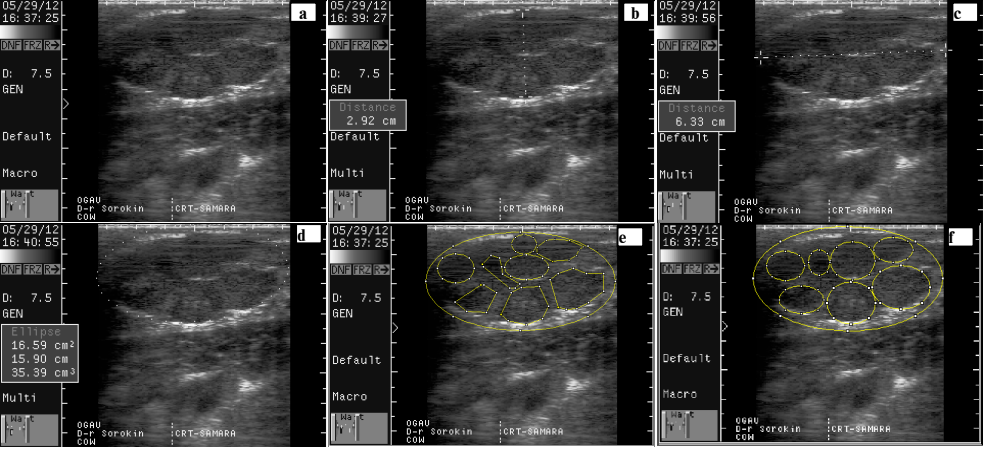 05/29/12
16:37:25
a
DNF FRZ R→
D: 7.5
GEN
Default
Macro
OGAV
D-r Sorokin
CRT-SAMARA
COW
05/29/12
16:39:27
b
DNF FRZ R→
D: 7.5
GEN
Distance
2.92 cm
Default
Multi
OGAV
D-r Sorokin
CRT-SAMARA
COW
05/29/12
16:39:56
c
DNF FRZ R→
D: 7.5
GEN
Distance
6.33 cm
Default
Multi
OGAV
D-r Sorokin
CRT-SAMARA
COW
05/29/12
16:40:55
d
DNF FRZ R→
D: 7.5
GEN
Ellipse
16.59 cm²
15.90 cm
35.39 cm³
Multi
OGAV
D-r Sorokin
CRT-SAMARA
COW
05/29/12
16:37:25
e
DNF FRZ R→
D: 7.5
GEN
Default
Macro
OGAV
D-r Sorokin
CRT-SAMARA
COW
05/29/12
16:37:25
f
DNF FRZ R→
D: 7.5
GEN
Default
Macro
OGAV
D-r Sorokin
CRT-SAMARA
COW